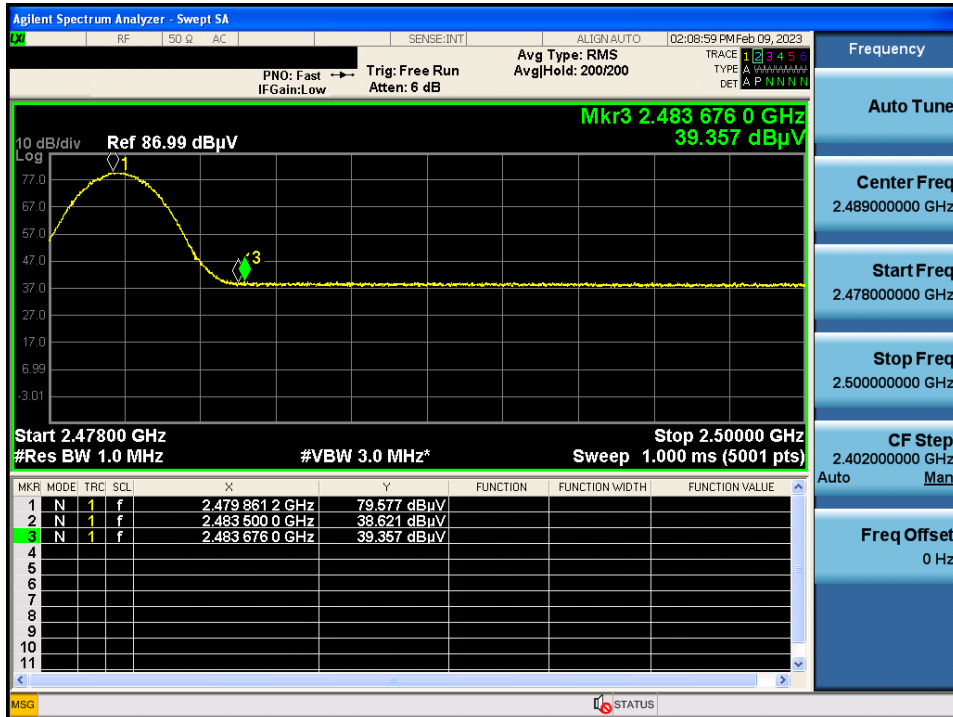 Agilent Spectrum Analyzer - Swept SA
LXI RF 50 Ω AC SENSE:INT ALIGN AUTO 02:08:59 PM Feb 09, 2023
PNO: Fast Trig: Free Run Avg Type: RMS TRACE 1 2 3 4 5 6
IFGain:Low Atten: 6 dB Avg|Hold: 200/200 TYPE A WWWWW
DET A P N N N N
Mkr3 2.483 676 0 GHz
39.357 dBµV
10 dB/div Ref 86.99 dBµV
Log
1
77.0
67.0
57.0
47.0
3
37.0
27.0
17.0
6.99
-3.01
Start 2.47800 GHz Stop 2.50000 GHz
#Res BW 1.0 MHz #VBW 3.0 MHz* Sweep 1.000 ms (5001 pts)
MKR MODE TRC SCL X Y FUNCTION FUNCTION WIDTH FUNCTION VALUE
1 N 1 f 2.479 861 2 GHz 79.577 dBµV
2 N 1 f 2.483 500 0 GHz 38.621 dBµV
3 N 1 f 2.483 676 0 GHz 39.357 dBµV
4
5
6
7
8
9
10
11
MSG STATUS
Frequency
Auto Tune
Center Freq
2.489000000 GHz
Start Freq
2.478000000 GHz
Stop Freq
2.500000000 GHz
CF Step
2.402000000 GHz
Auto Man
Freq Offset
0 Hz